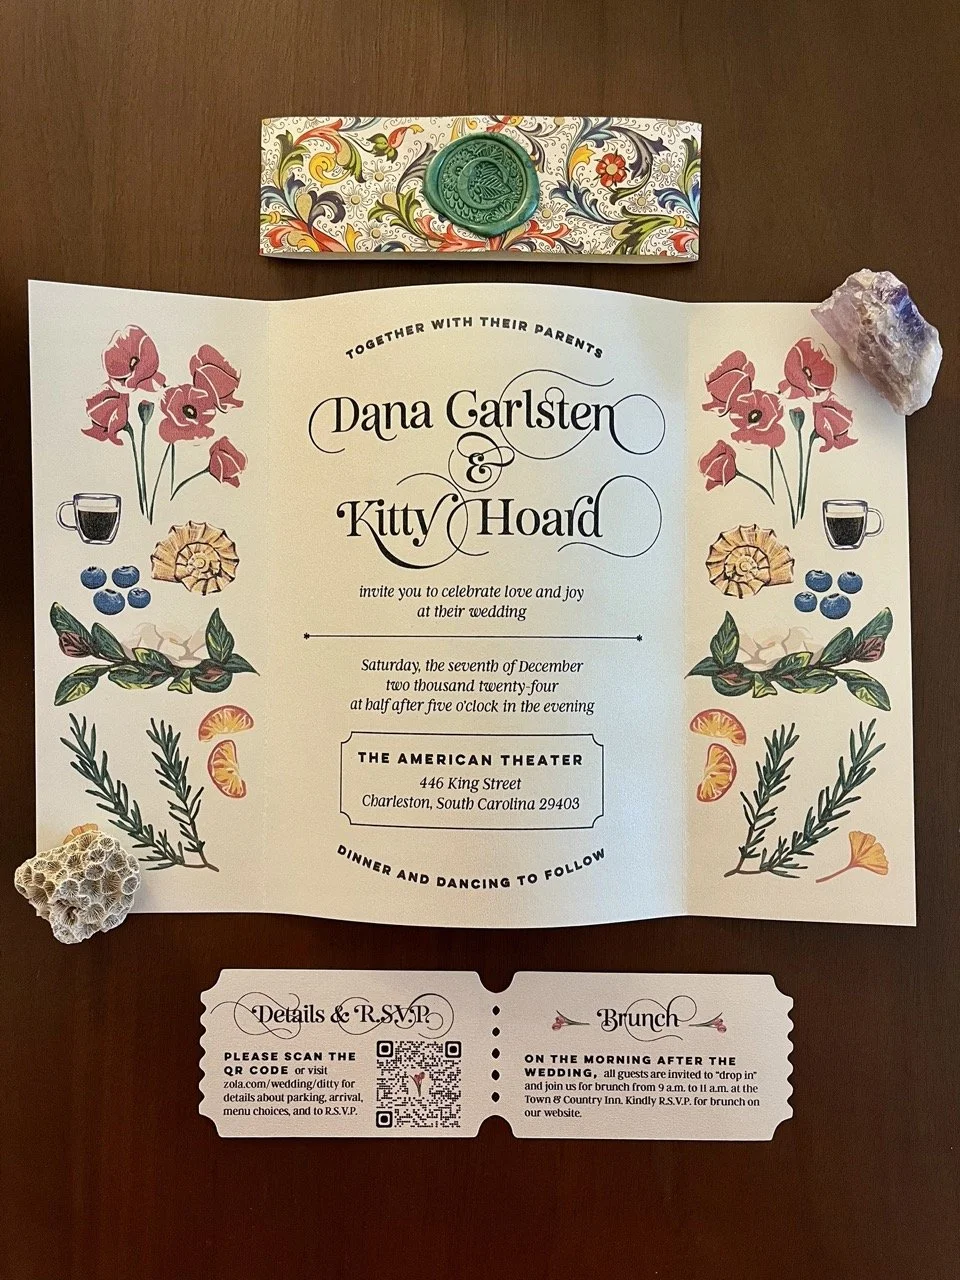 TOGETHER WITH THEIR PARENTS
Dana Carlsten
&
Kitty Hoard
invite you to celebrate love and joy
at their wedding
Saturday, the seventh of December
two thousand twenty-four
at half after five o'clock in the evening
THE AMERICAN THEATER
446 King Street
Charleston, South Carolina 29403
DINNER AND DANCING TO FOLLOW
Details & R.S.V.P.
PLEASE SCAN THE
QR CODE or visit
zola.com/wedding/ditty for
details about parking, arrival,
menu choices, and to R.S.V.P.
Brunch
ON THE MORNING AFTER THE
WEDDING, all guests are invited to "drop in"
and join us for brunch from 9 a.m. to 11 a.m. at the
Town & Country Inn. Kindly R.S.V.P. for brunch on
our website.